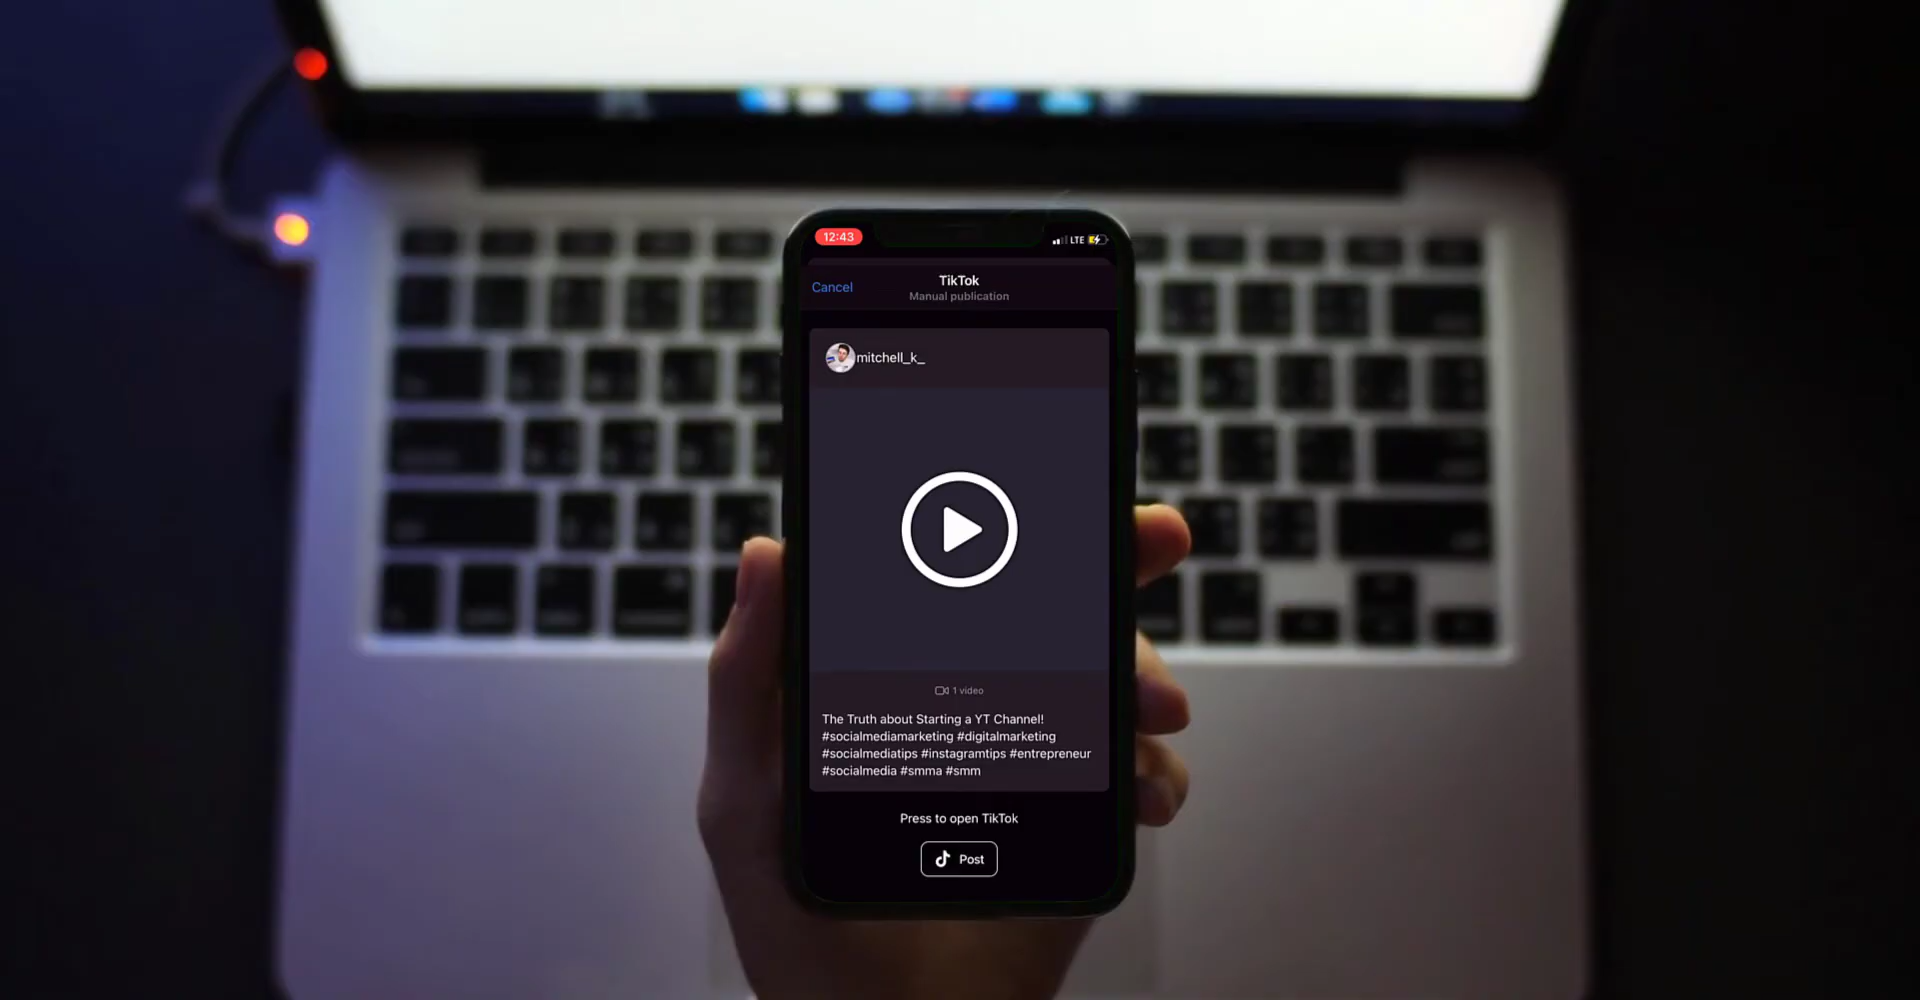 12:43
LTE
Cancel
TikTok
Manual publication
mitchell_k_
1 video
The Truth about Starting a YT Channel!
#socialmediamarketing #digitalmarketing
#socialmediatips #instagramtips #entrepreneur
#socialmedia #smma #smm
Press to open TikTok
Post